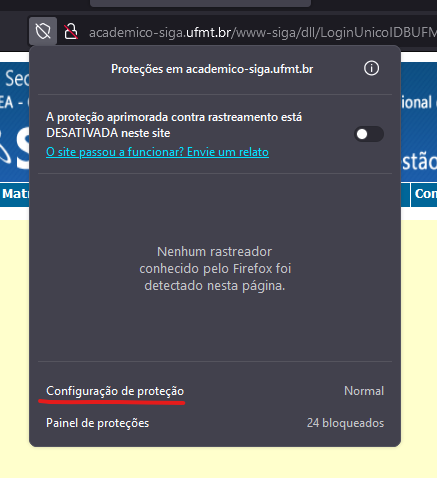 academico-siga.ufmt.br/www-siga/dll/LoginUnicoIDBUFM
Proteções em academico-siga.ufmt.br
Sec
ional (
EA - C
S
stão
A proteção aprimorada contra rastreamento está
DESATIVADA neste site
O site passou a funcionar? Envie um relato
Matr
Con
Nenhum rastreador
conhecido pelo Firefox foi
detectado nesta página.
Configuração de proteção Normal
Painel de proteções 24 bloqueados